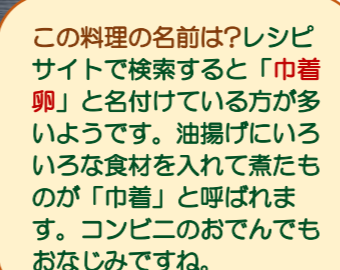 この料理の名前は?レシピ
サイトで検索すると「巾着
卵」と名付けている方が多
いようです。油揚げにいろ
いろな食材を入れて煮たも
のが「巾着」と呼ばれま
す。コンビニのおでんでも
おなじみですね。